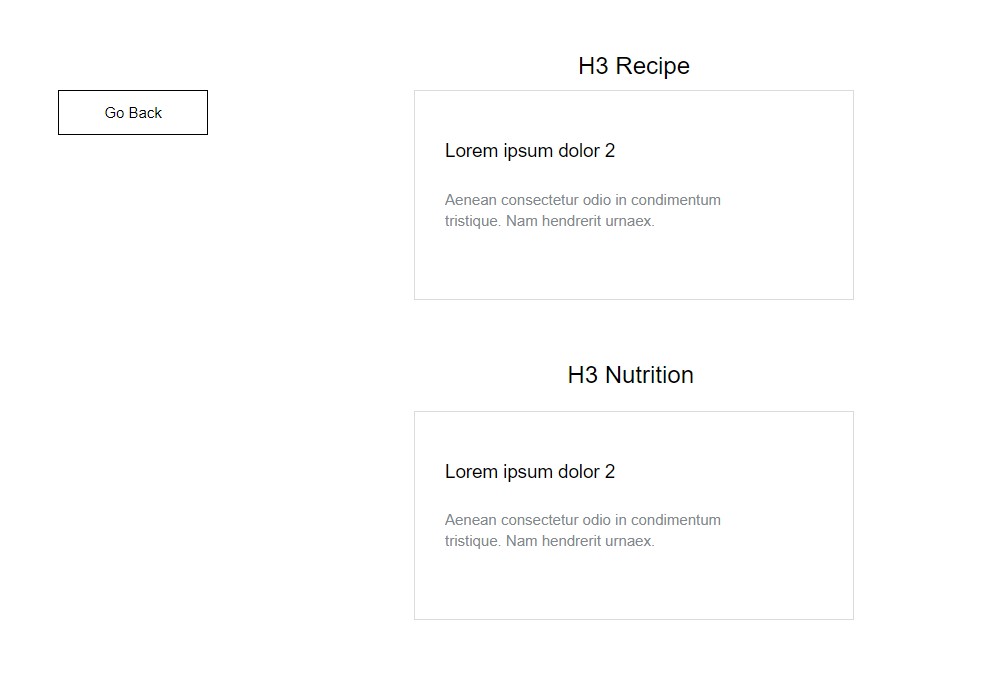 H3 Recipe
Go Back
Lorem ipsum dolor 2
Aenean consectetur odio in condimentum
tristique. Nam hendrerit urnaex.
H3 Nutrition
Lorem ipsum dolor 2
Aenean consectetur odio in condimentum
tristique. Nam hendrerit urnaex.